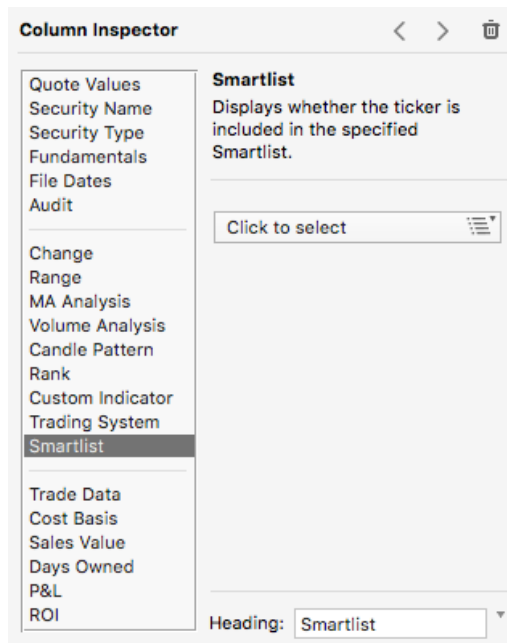 Column Inspector
Quote Values
Security Name
Security Type
Fundamentals
File Dates
Audit
Change
Range
MA Analysis
Volume Analysis
Candle Pattern
Rank
Custom Indicator
Trading System
Smartlist
Trade Data
Cost Basis
Sales Value
Days Owned
P&L
ROI
Smartlist
Displays whether the ticker is
included in the specified
Smartlist.
Click to select
Heading: Smartlist